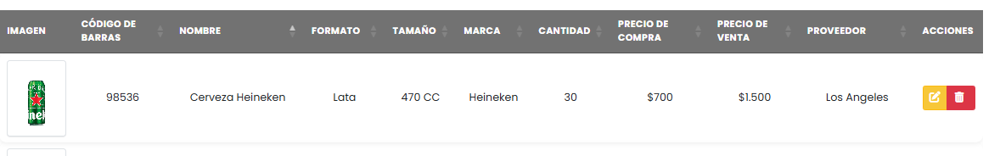 IMAGEN
CÓDIGO DE
BARRAS
NOMBRE
FORMATO
TAMAÑO
MARCA
CANTIDAD
PRECIO DE
COMPRA
PRECIO DE
VENTA
PROVEEDOR
ACCIONES
98536
Cerveza Heineken
Lata
470 CC
Heineken
30
$700
$1.500
Los Angeles